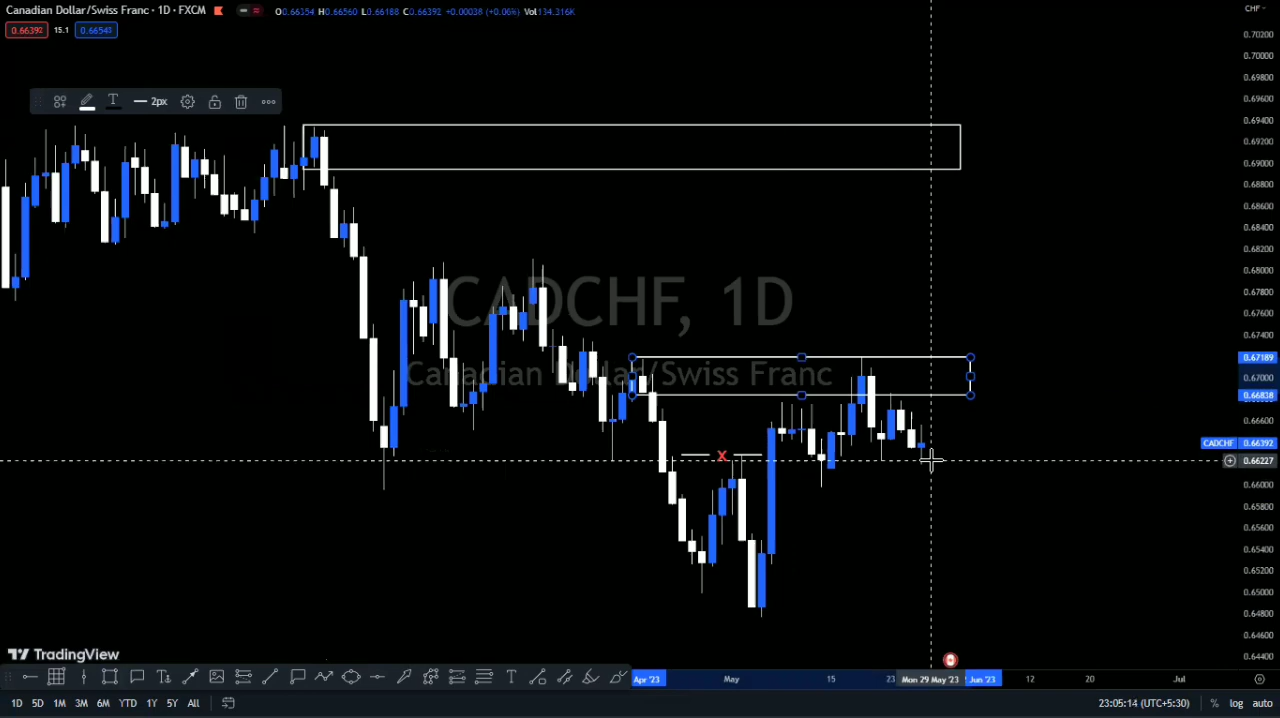 Canadian Dollar/Swiss Franc · 1D · FXCM O0.66354 H0.66560 L0.66188 C0.66392 +0.00038 (+0.06%) Vol134.316K
CHF
0.66392 15.1 0.66543
0.70200
0.70000
0.69800
T 2px
0.69600
0.69400
0.69200
0.69000
0.68800
0.68600
0.68400
0.68200
0.68000
0.67800
0.67600
0.67400
CADCHF, 1D
Canadian Dollar/Swiss Franc
0.67189
0.67000
0.66838
0.66600
CADCHF 0.66392
X
0.66227
0.66000
0.65800
0.65600
0.65400
0.65200
0.65000
0.64800
0.64600
0.64400
TradingView
Apr '23 May 15 23 Mon 29 May '23 Jun '23 12 20 Jul
1D 5D 1M 3M 6M YTD 1Y 5Y All 23:05:14 (UTC+5:30) % log auto